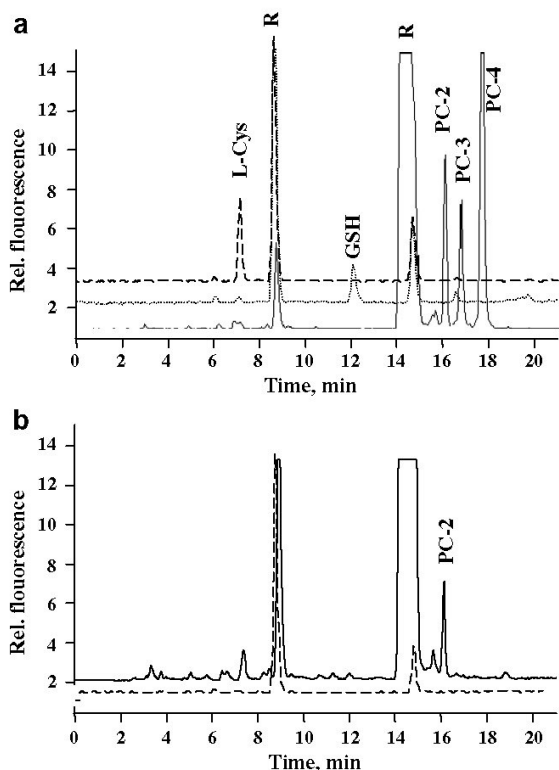 a
R
R
14
12
10
8
6
4
2
L-Cys
GSH
PC-2
PC-3
PC-4
Rel. flouorescence
0 2 4 6 8 10 12 14 16 18 20
Time, min
b
14
12
10
8
6
4
2
PC-2
Rel. flouorescence
0 2 4 6 8 10 12 14 16 18 20
Time, min